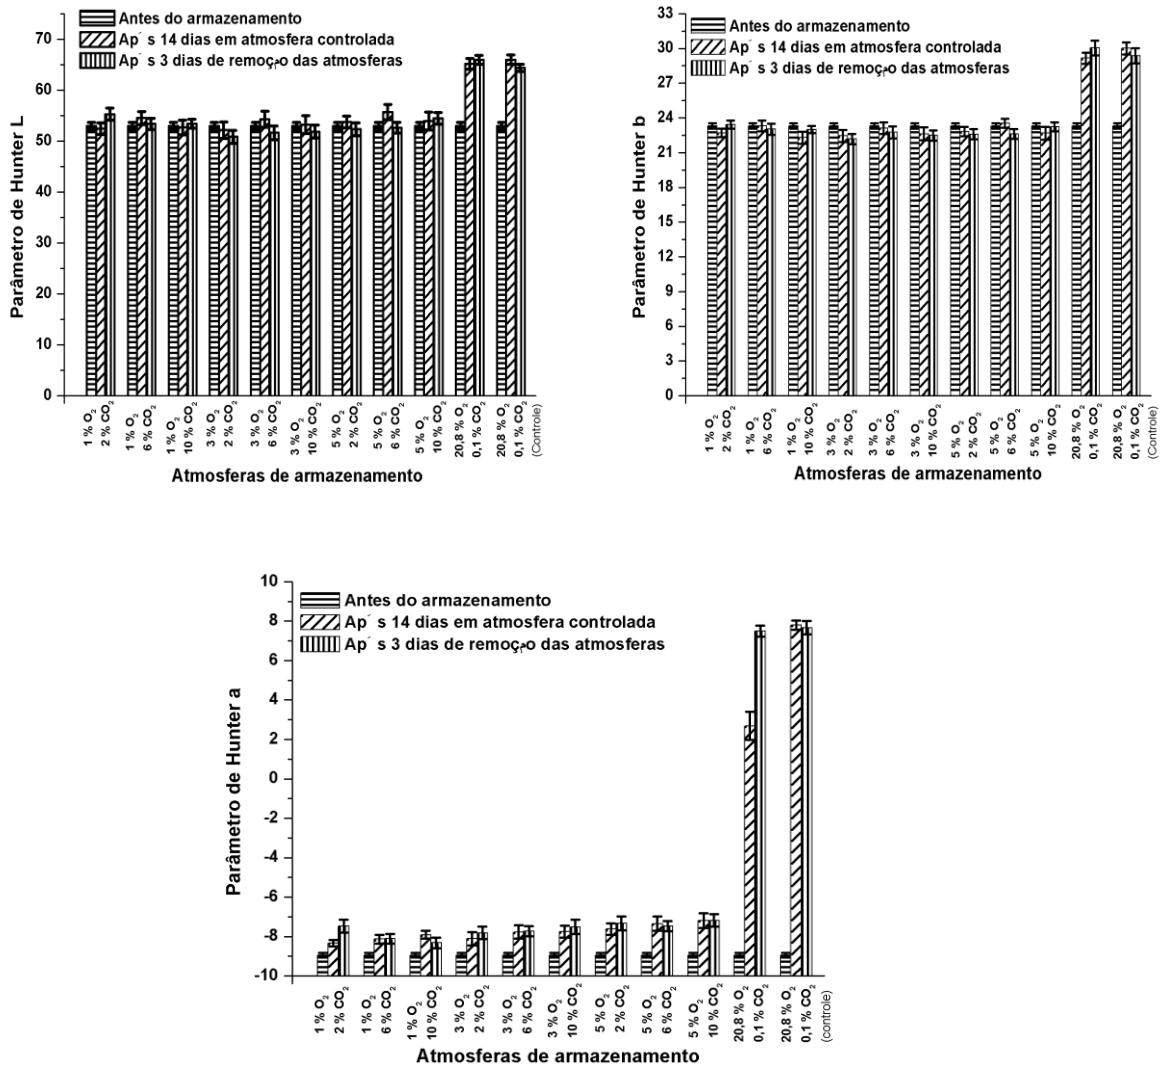 Antes do armazenamento
Ap´ s 14 dias em atmosfera controlada
Ap´ s 3 dias de remoç o das atmosferas
Parâmetro de Hunter L
70
60
50
40
30
20
10
0
1 % O2
2 % CO2
1 % O2
6 % CO2
1 % O2
10 % CO2
3 % O2
2 % CO2
3 % O2
6 % CO2
3 % O2
10 % CO2
5 % O2
2 % CO2
5 % O2
6 % CO2
5 % O2
10 % CO2
20,8 % O2
0,1 % CO2
20,8 % O2
0,1 % CO2
(Controle)
Atmosferas de armazenamento
Antes do armazenamento
Ap´ s 14 dias em atmosfera controlada
Ap´ s 3 dias de remoç o das atmosferas
Parâmetro de Hunter b
33
30
27
24
21
18
15
12
9
6
3
0
1 % O2
2 % CO2
1 % O2
6 % CO2
1 % O2
10 % CO2
3 % O2
2 % CO2
3 % O2
6 % CO2
3 % O2
10 % CO2
5 % O2
2 % CO2
5 % O2
6 % CO2
5 % O2
10 % CO2
20,8 % O2
0,1 % CO2
20,8 % O2
0,1 % CO2
(Controle)
Atmosferas de armazenamento
Antes do armazenamento
Ap´ s 14 dias em atmosfera controlada
Ap´ s 3 dias de remoç o das atmosferas
Parâmetro de Hunter a
10
8
6
4
2
0
-2
-4
-6
-8
-10
1 % O2
2 % CO2
1 % O2
6 % CO2
1 % O2
10 % CO2
3 % O2
2 % CO2
3 % O2
6 % CO2
3 % O2
10 % CO2
5 % O2
2 % CO2
5 % O2
6 % CO2
5 % O2
10 % CO2
20,8 % O2
0,1 % CO2
20,8 % O2
0,1 % CO2
(controle)
Atmosferas de armazenamento